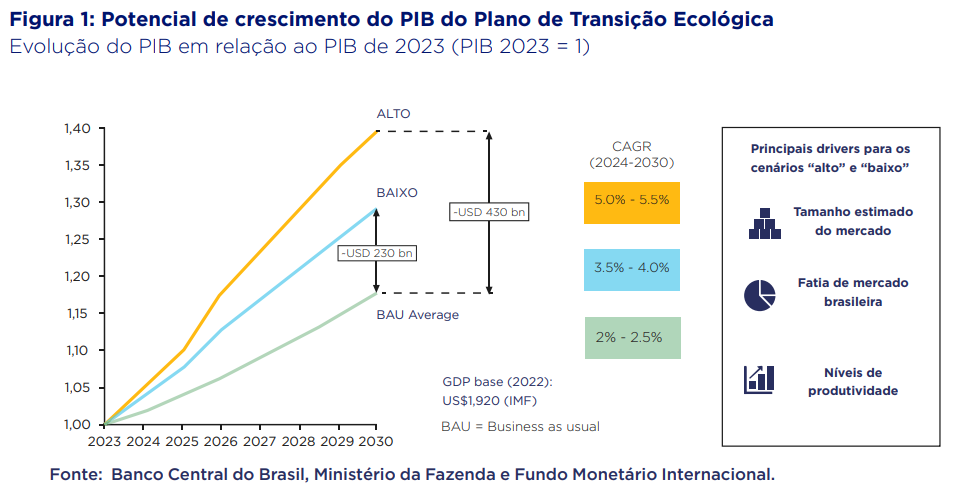 Figura 1: Potencial de crescimento do PIB do Plano de Transição Ecológica
Evolução do PIB em relação ao PIB de 2023 (PIB 2023 = 1)
1,40
1,35
1,30
1,25
1,20
1,15
1,10
1,05
1,00
2023 2024 2025 2026 2027 2028 2029 2030
ALTO
BAIXO
BAU Average
~USD 430 bn
~USD 230 bn
CAGR
(2024-2030)
5.0% - 5.5%
3.5% - 4.0%
2% - 2.5%
GDP base (2022):
US$1,920 (IMF)
BAU = Business as usual
Principais drivers para os
cenários “alto” e “baixo”
Tamanho estimado
do mercado
Fatia de mercado
brasileira
Níveis de
produtividade
Fonte: Banco Central do Brasil, Ministério da Fazenda e Fundo Monetário Internacional.